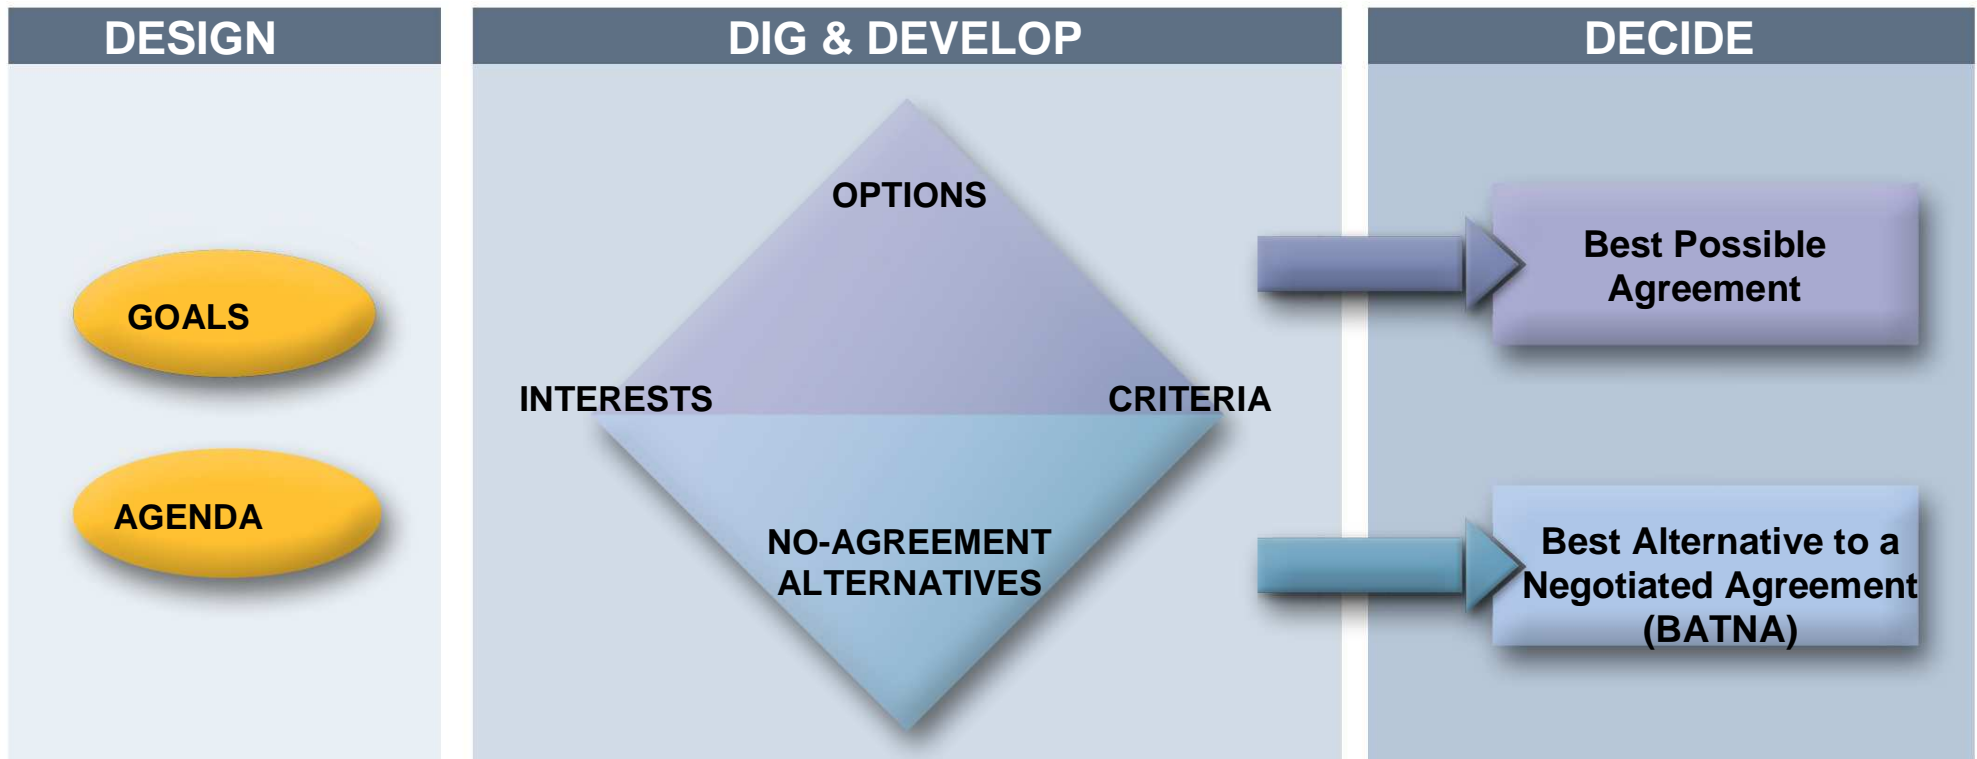 DESIGN
DIG & DEVELOP
DECIDE
GOALS
AGENDA
OPTIONS
INTERESTS
CRITERIA
NO-AGREEMENT
ALTERNATIVES
Best Possible
Agreement
Best Alternative to a
Negotiated Agreement
(BATNA)